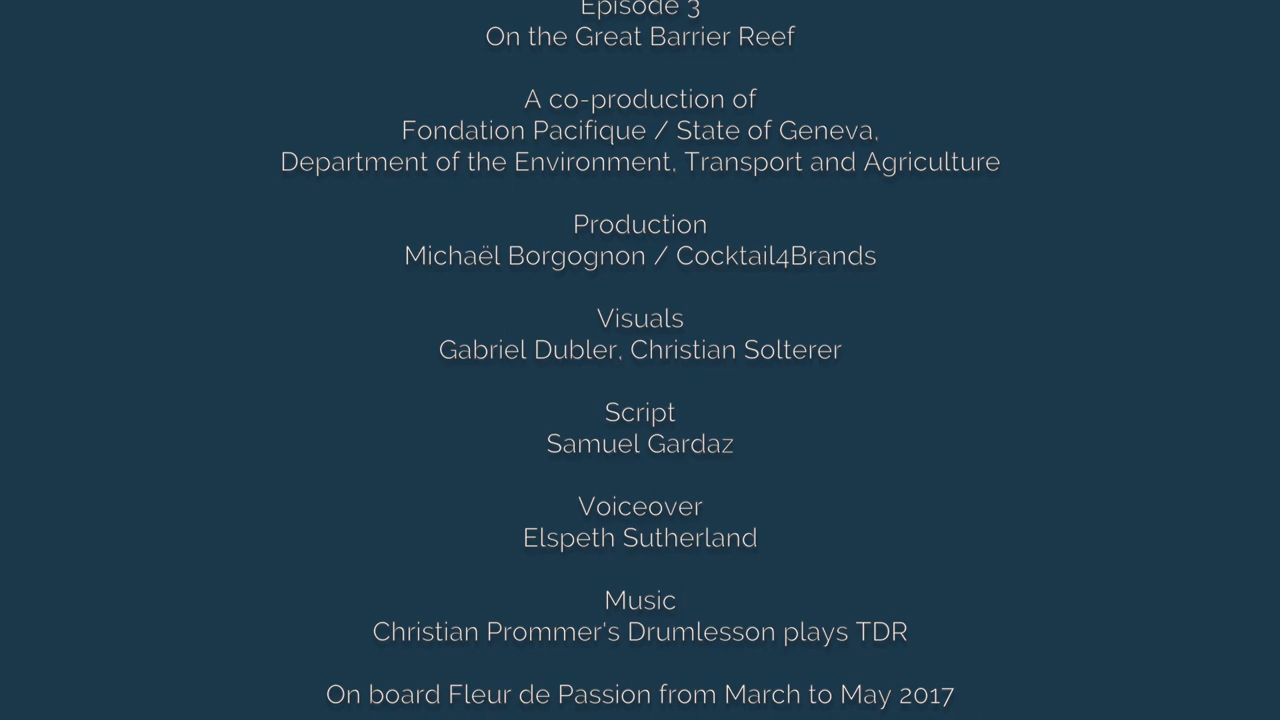 Episode 3
On the Great Barrier Reef
A co-production of
Fondation Pacifique / State of Geneva,
Department of the Environment, Transport and Agriculture
Production
Michaël Borgognon / Cocktail4Brands
Visuals
Gabriel Dubler, Christian Solterer
Script
Samuel Gardaz
Voiceover
Elspeth Sutherland
Music
Christian Prommer's Drumlesson plays TDR
On board Fleur de Passion from March to May 2017